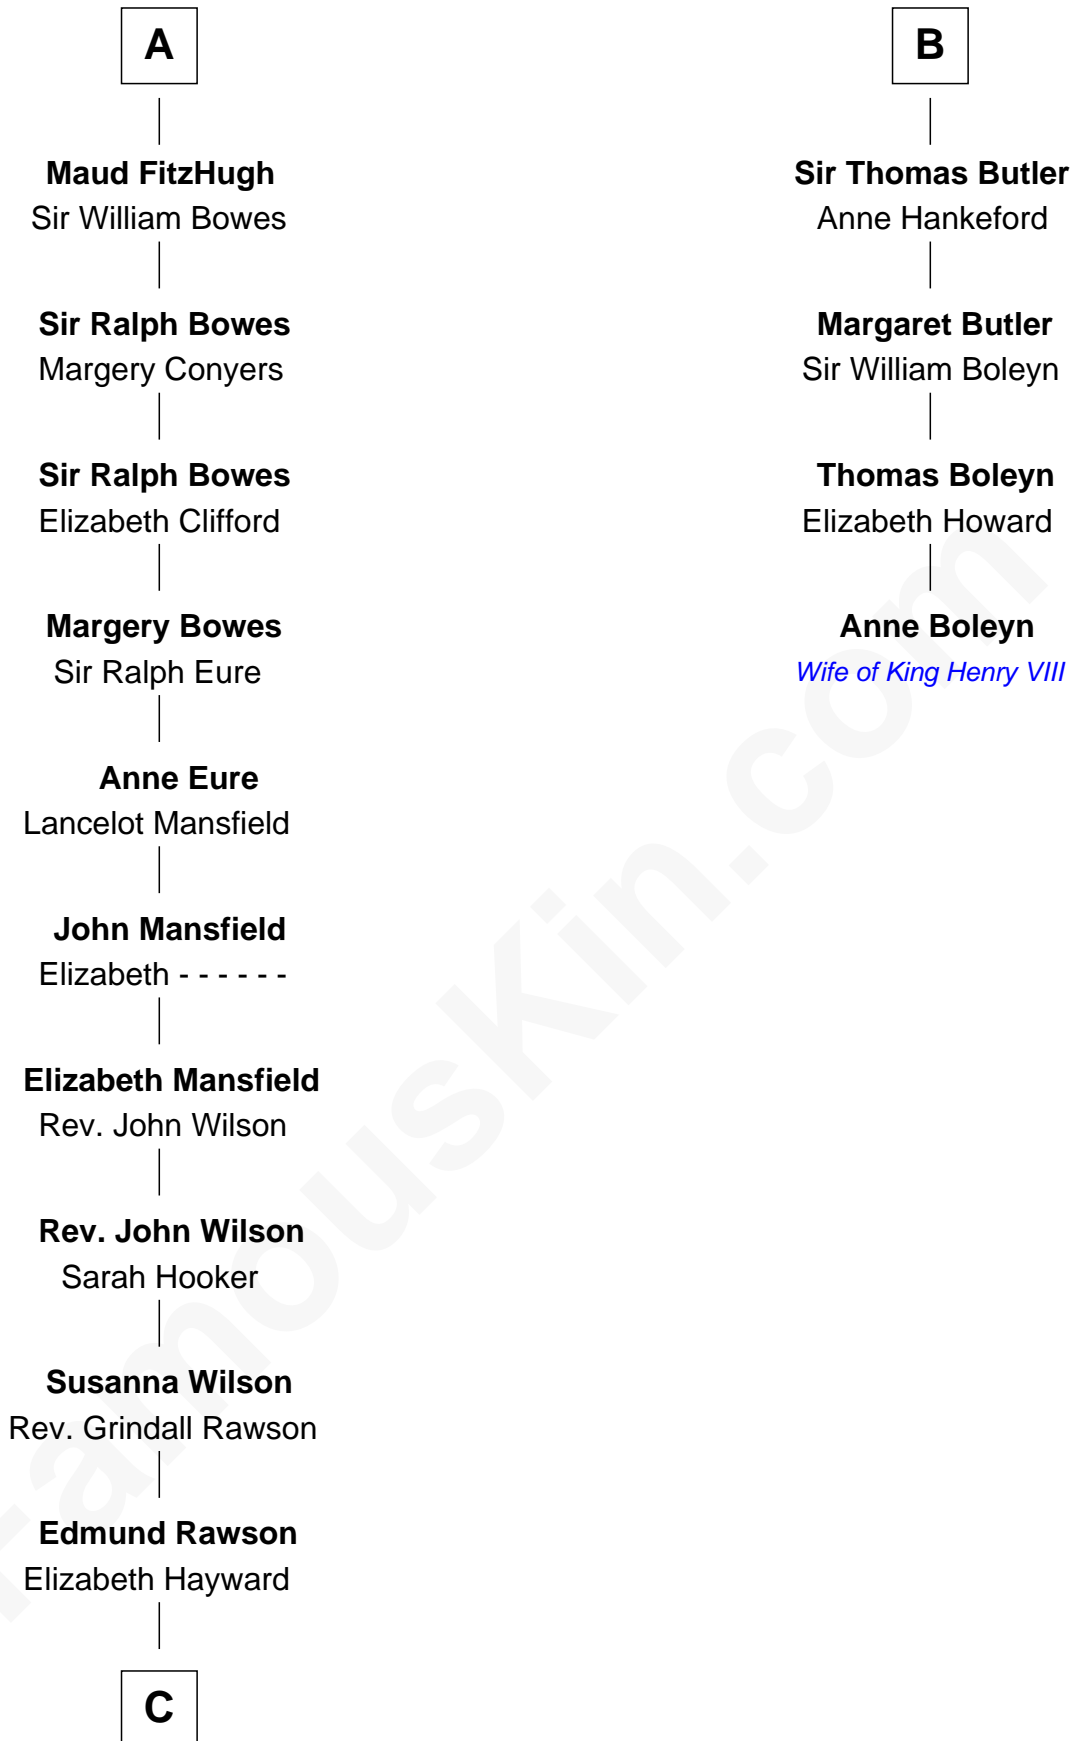 A
Maud FitzHugh
Sir William Bowes
Sir Ralph Bowes
Margery Conyers
Sir Ralph Bowes
Elizabeth Clifford
Margery Bowes
Sir Ralph Eure
Anne Eure
Lancelot Mansfield
John Mansfield
Elizabeth - - - - - -
Elizabeth Mansfield
Rev. John Wilson
Rev. John Wilson
Sarah Hooker
Susanna Wilson
Rev. Grindall Rawson
Edmund Rawson
Elizabeth Hayward
C
B
Sir Thomas Butler
Anne Hankeford
Margaret Butler
Sir William Boleyn
Thomas Boleyn
Elizabeth Howard
Anne Boleyn
Wife of King Henry VIII
FamousKin.com